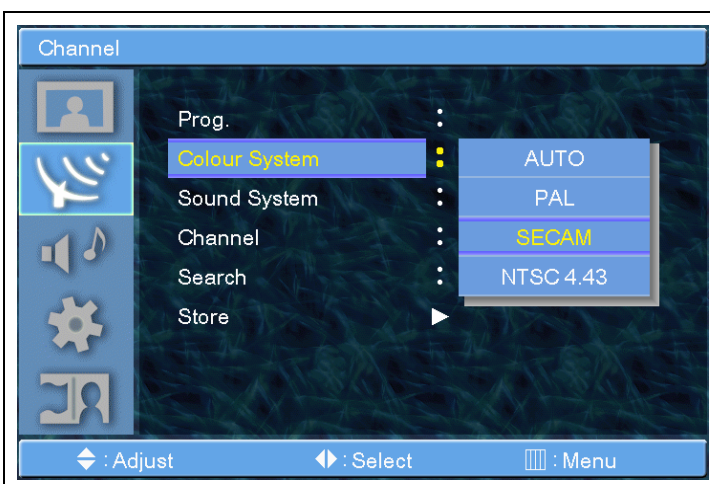 Channel
Prog. :
Colour System : AUTO
PAL
Sound System :
Channel : SECAM
Search : NTSC 4.43
Store
: Adjust : Select : Menu